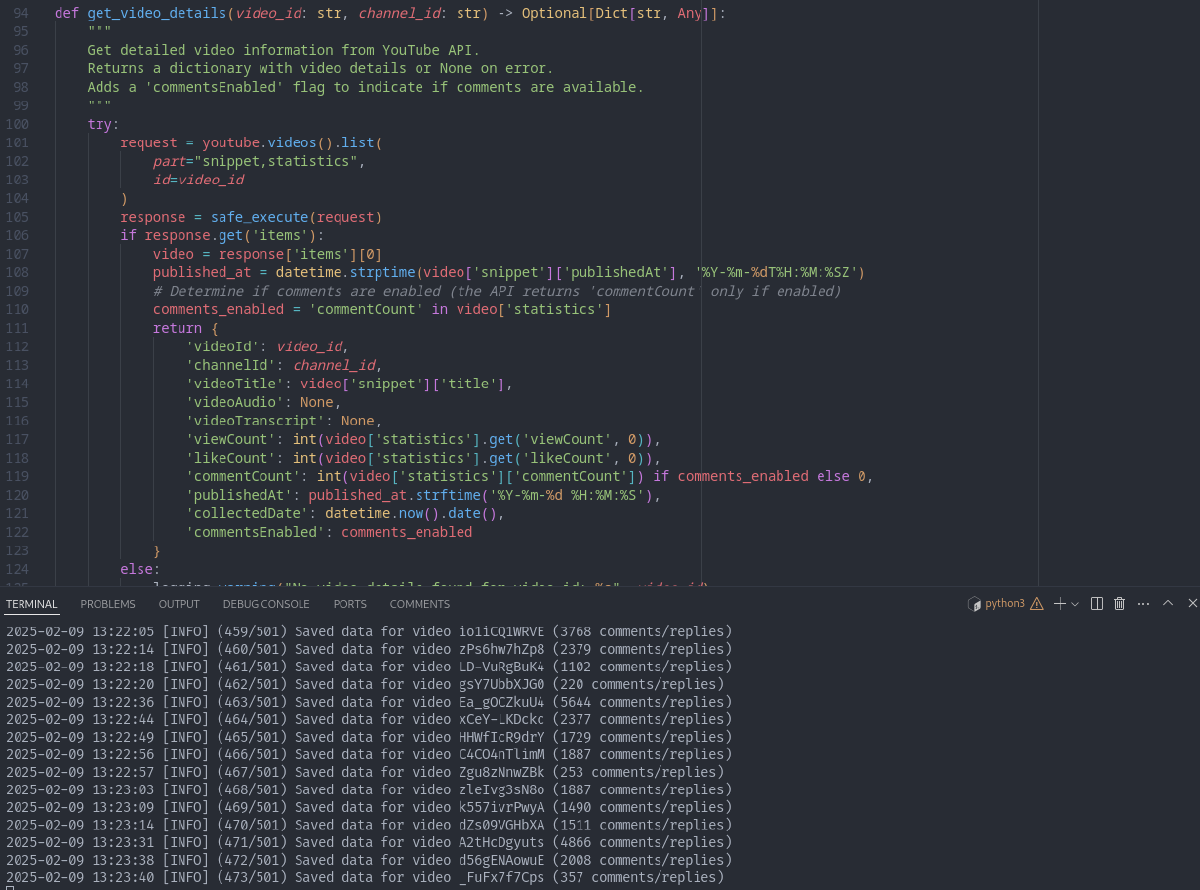 94 def get_video_details(video_id: str, channel_id: str) -> Optional[Dict[str, Any]]:
95 """
96 Get detailed video information from YouTube API.
97 Returns a dictionary with video details or None on error.
98 Adds a 'commentsEnabled' flag to indicate if comments are available.
99 """
100 try:
101 request = youtube.videos().list(
102 part="snippet,statistics",
103 id=video_id
104 )
105 response = safe_execute(request)
106 if response.get('items'):
107 video = response['items'][0]
108 published_at = datetime.strptime(video['snippet']['publishedAt'], '%Y-%m-%dT%H:%M:%SZ')
109 # Determine if comments are enabled (the API returns 'commentCount' only if enabled)
110 comments_enabled = 'commentCount' in video['statistics']
111 return {
112 'videoId': video_id,
113 'channelId': channel_id,
114 'videoTitle': video['snippet']['title'],
115 'videoAudio': None,
116 'videoTranscript': None,
117 'viewCount': int(video['statistics'].get('viewCount', 0)),
118 'likeCount': int(video['statistics'].get('likeCount', 0)),
119 'commentCount': int(video['statistics']['commentCount']) if comments_enabled else 0,
120 'publishedAt': published_at.strftime('%Y-%m-%d %H:%M:%S'),
121 'collectedDate': datetime.now().date(),
122 'commentsEnabled': comments_enabled
123 }
124 else:
125 logging.warning("No video details found for video id: %s", video_id)
TERMINAL PROBLEMS OUTPUT DEBUG CONSOLE PORTS COMMENTS python3
2025-02-09 13:22:05 [INFO] (459/501) Saved data for video io1iCQ1WRVE (3768 comments/replies)
2025-02-09 13:22:14 [INFO] (460/501) Saved data for video zPs6hw7hZp8 (2379 comments/replies)
2025-02-09 13:22:18 [INFO] (461/501) Saved data for video LD-VuRgBuK4 (1102 comments/replies)
2025-02-09 13:22:20 [INFO] (462/501) Saved data for video gsY7UbbXJG0 (220 comments/replies)
2025-02-09 13:22:36 [INFO] (463/501) Saved data for video Ea_gOCZkuU4 (5644 comments/replies)
2025-02-09 13:22:44 [INFO] (464/501) Saved data for video xCeY-LKDckc (2377 comments/replies)
2025-02-09 13:22:49 [INFO] (465/501) Saved data for video HHWfIcR9drY (1729 comments/replies)
2025-02-09 13:22:56 [INFO] (466/501) Saved data for video C4CO4nTlimM (1887 comments/replies)
2025-02-09 13:22:57 [INFO] (467/501) Saved data for video Zgu8zNnwZBk (253 comments/replies)
2025-02-09 13:23:03 [INFO] (468/501) Saved data for video zleIvg3sN8o (1887 comments/replies)
2025-02-09 13:23:09 [INFO] (469/501) Saved data for video k557ivrPwyA (1490 comments/replies)
2025-02-09 13:23:14 [INFO] (470/501) Saved data for video dZs09VGHbXA (1511 comments/replies)
2025-02-09 13:23:31 [INFO] (471/501) Saved data for video A2tHcDgyuts (4866 comments/replies)
2025-02-09 13:23:38 [INFO] (472/501) Saved data for video d56gENAowuE (2008 comments/replies)
2025-02-09 13:23:40 [INFO] (473/501) Saved data for video _FuFx7f7Cps (357 comments/replies)